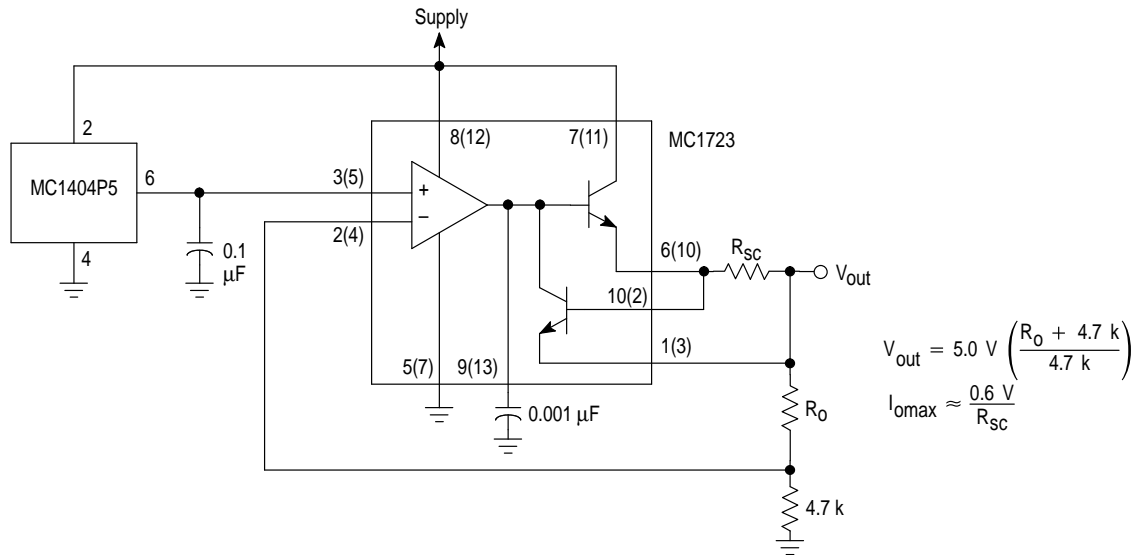 Supply
2
8(12)
7(11)
MC1723
MC1404P5
6
3(5)
+
−
2(4)
4
0.1
μF
6(10)
Rsc
Vout
10(2)
1(3)
5(7)
9(13)
0.001 μF
Ro
4.7 k
Vout = 5.0 V (Ro + 4.7 k / 4.7 k)
Iomax ≈ 0.6 V / Rsc